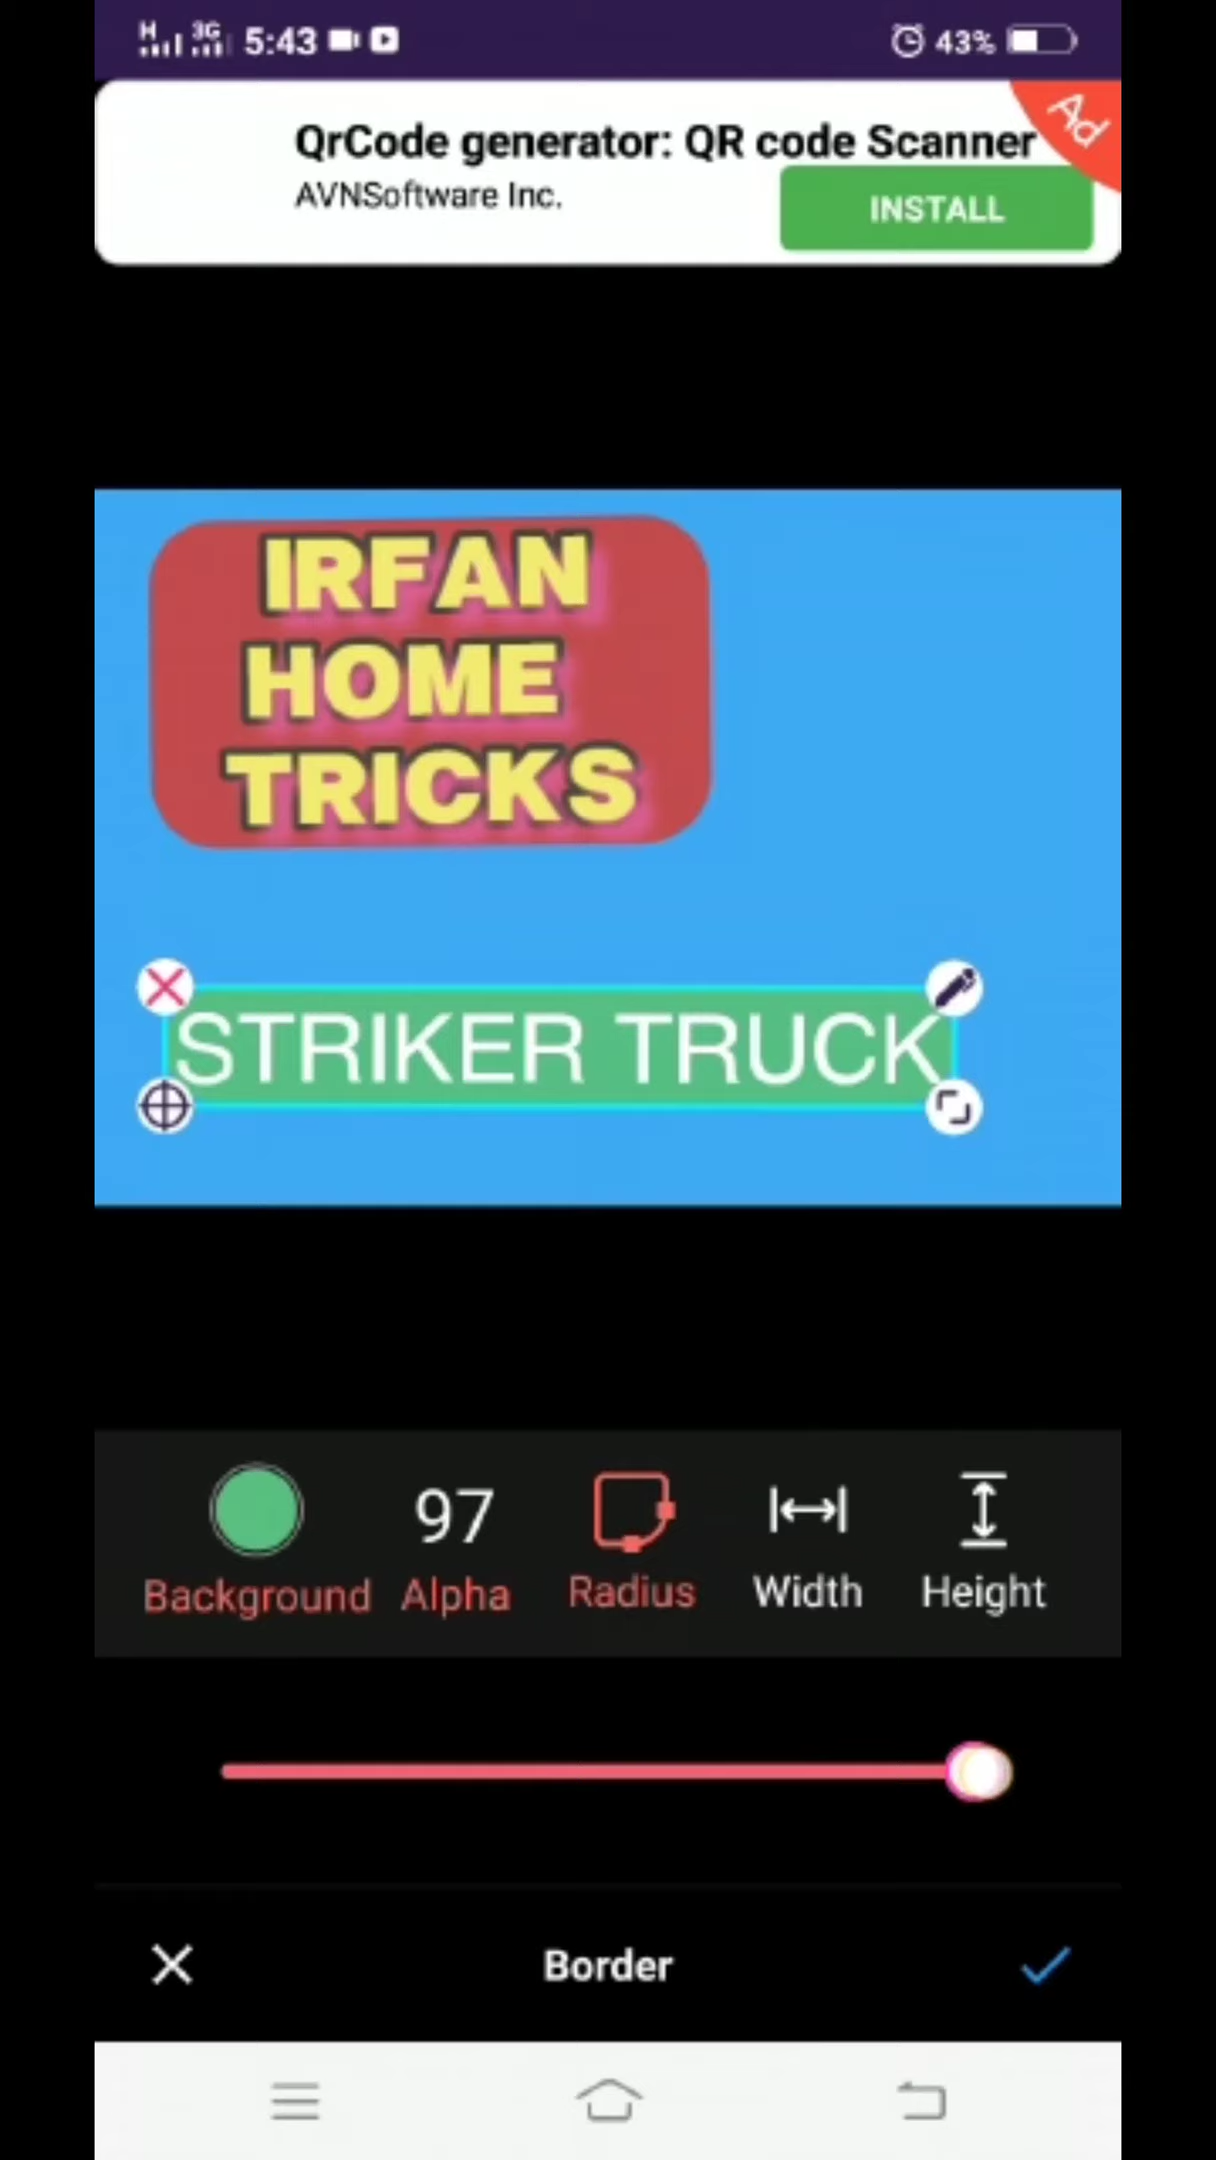 H 3G 5:43 43%
QrCode generator: QR code Scanner
Ad
AVNSoftware Inc.
INSTALL
IRFAN
HOME
TRICKS
STRIKER TRUCK
97
Background Alpha Radius Width Height
Border